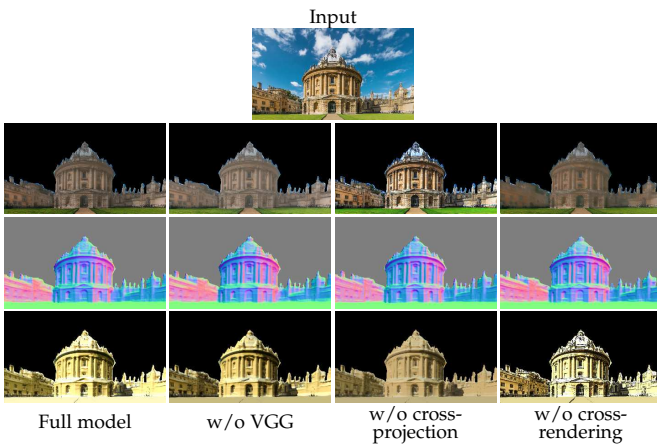 Input
Full model
w/o VGG
w/o cross-
projection
w/o cross-
rendering